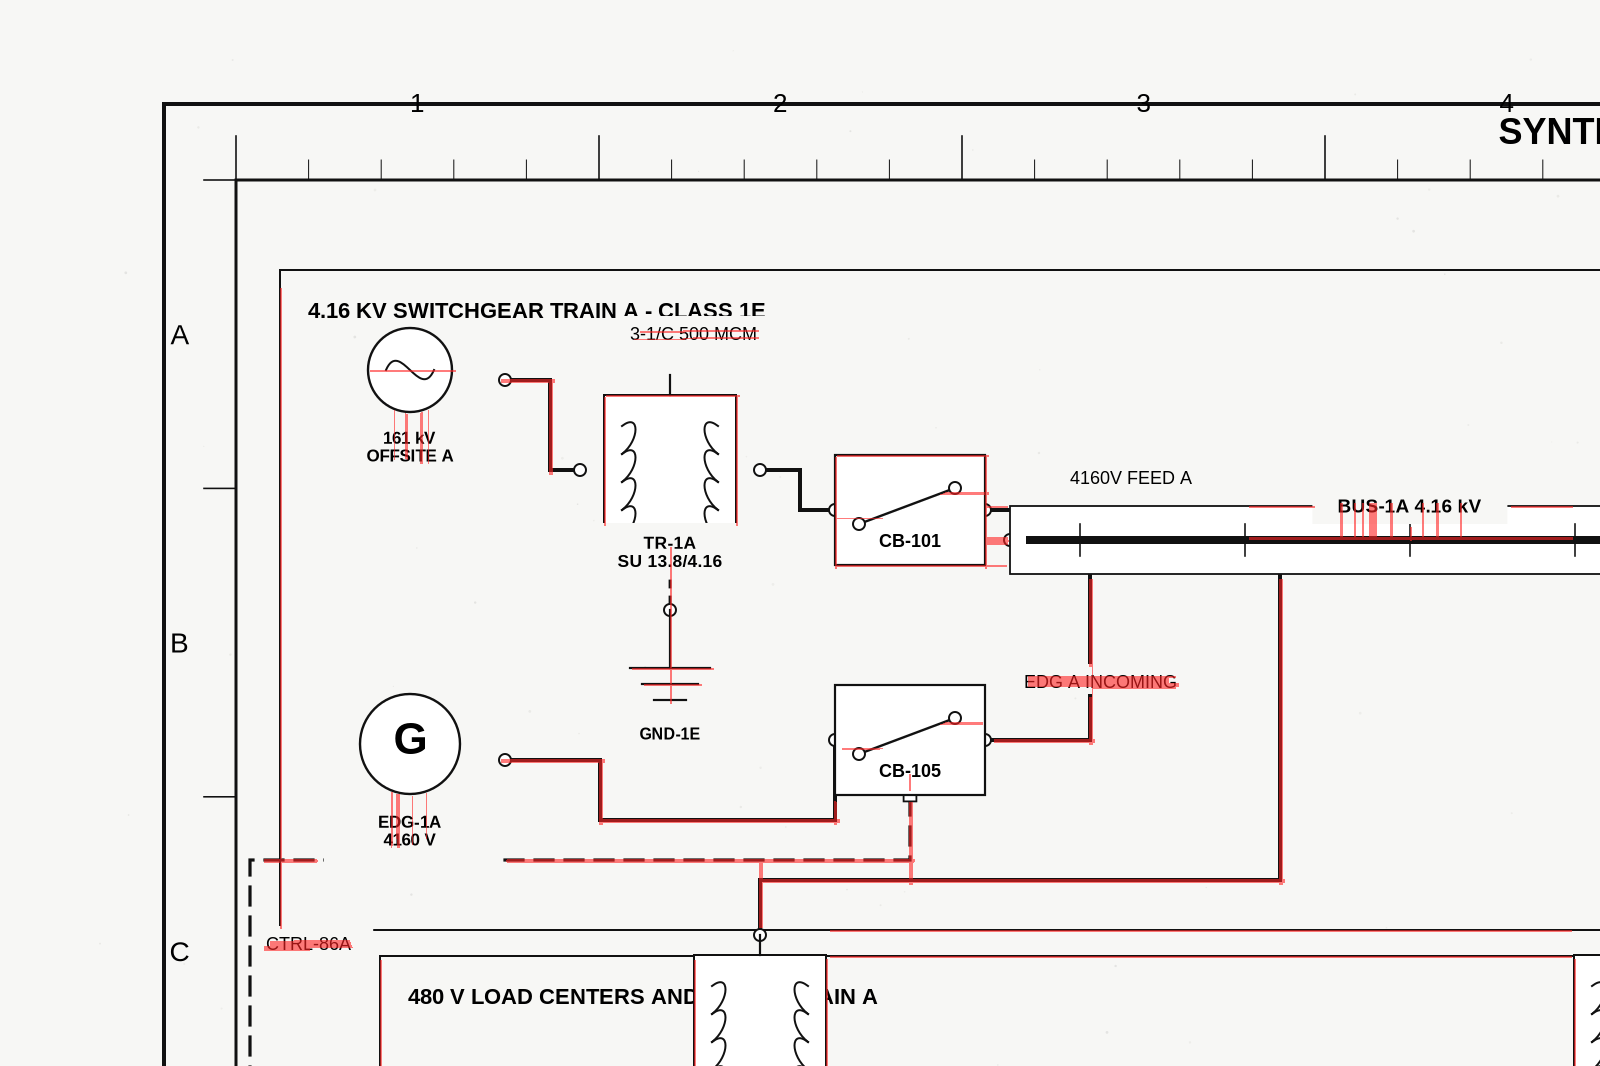 1 2 3 4
SYNT
4.16 KV SWITCHGEAR TRAIN A - CLASS 1E
A
3-1/C 500 MCM
161 kV
OFFSITE A
4160V FEED A
BUS-1A 4.16 kV
CB-101
TR-1A
SU 13.8/4.16
B
EDG A INCOMING
G
GND-1E
CB-105
EDG-1A
4160 V
C
CTRL-86A
480 V LOAD CENTERS AND AIN A